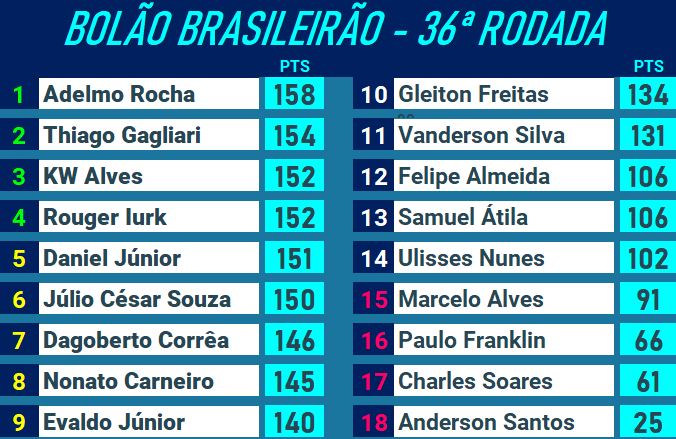 BOLÃO BRASILEIRÃO - 36ª RODADA
PTS
1 Adelmo Rocha 158
2 Thiago Gagliari 154
3 KW Alves 152
4 Rouger Iurk 152
5 Daniel Júnior 151
6 Júlio César Souza 150
7 Dagoberto Corrêa 146
8 Nonato Carneiro 145
9 Evaldo Júnior 140
PTS
10 Gleiton Freitas 134
11 Vanderson Silva 131
12 Felipe Almeida 106
13 Samuel Átila 106
14 Ulisses Nunes 102
15 Marcelo Alves 91
16 Paulo Franklin 66
17 Charles Soares 61
18 Anderson Santos 25